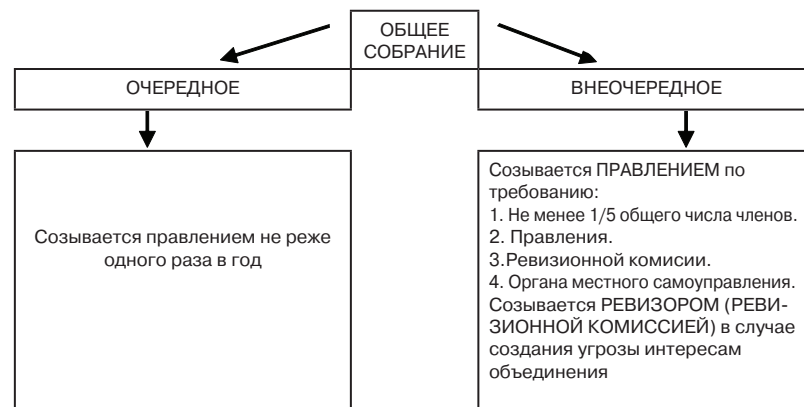 ОБЩЕЕ
СОБРАНИЕ
ОЧЕРЕДНОЕ
ВНЕОЧЕРЕДНОЕ
Созывается правлением не реже
одного раза в год
Созывается ПРАВЛЕНИЕМ по
требованию:
1. Не менее 1/5 общего числа членов.
2. Правления.
3.Ревизионной комисии.
4. Органа местного самоуправления.
Созывается РЕВИЗОРОМ (РЕВИ-
ЗИОННОЙ КОМИССИЕЙ) в случае
создания угрозы интересам
объединения